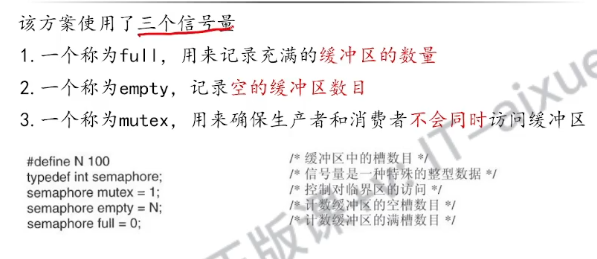 该方案使用了三个信号量
1.一个称为full，用来记录充满的缓冲区的数量
2.一个称为empty，记录空的缓冲区数目
3.一个称为mutex，用来确保生产者和消费者不会同时访问缓冲区
#define N 100 /* 缓冲区中的槽数目 */
typedef int semaphore; /* 信号量是一种特殊的整型数据 */
semaphore mutex = 1; /* 控制对临界区的访问 */
semaphore empty = N; /* 计数缓冲区的空槽数目 */
semaphore full = 0; /* 计数缓冲区的满槽数目 */